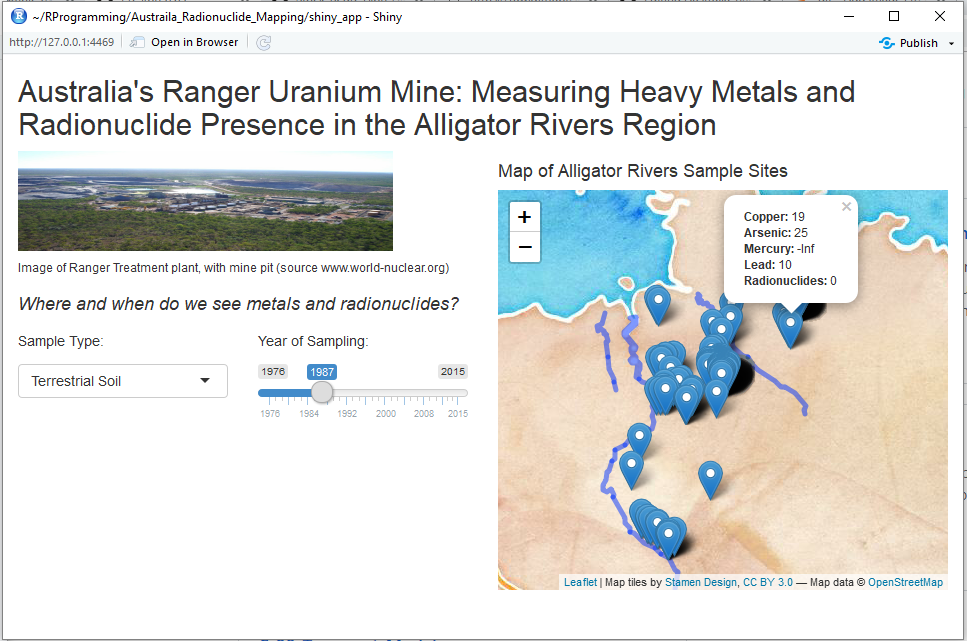 ~/RProgramming/Austraila_Radionuclide_Mapping/shiny_app - Shiny
http://127.0.0.1:4469
Open in Browser
Publish
Australia's Ranger Uranium Mine: Measuring Heavy Metals and
Radionuclide Presence in the Alligator Rivers Region
Image of Ranger Treatment plant, with mine pit (source www.world-nuclear.org)
Where and when do we see metals and radionuclides?
Sample Type:
Terrestrial Soil
Year of Sampling:
1976 1987 2015
1976 1984 1992 2000 2008 2015
Map of Alligator Rivers Sample Sites
+
−
×
Copper: 19
Arsenic: 25
Mercury: -Inf
Lead: 10
Radionuclides: 0
Leaflet | Map tiles by Stamen Design, CC BY 3.0 — Map data © OpenStreetMap